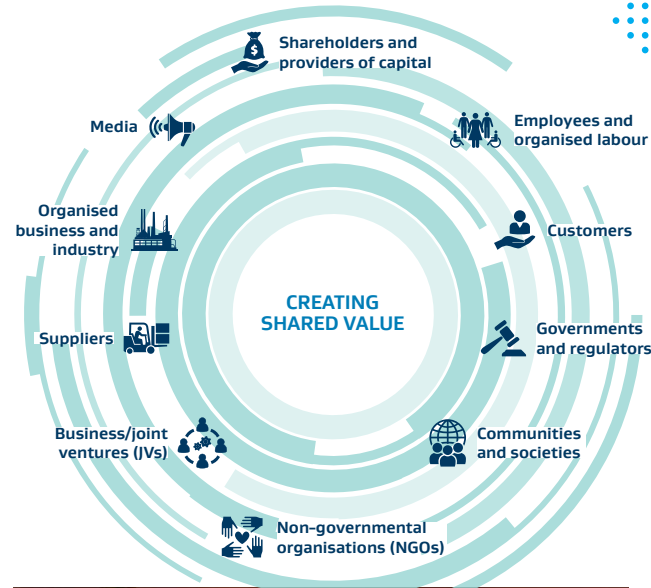 Shareholders and
providers of capital
Employees and
organised labour
Customers
Governments
and regulators
Communities
and societies
Non-governmental
organisations (NGOs)
Business/joint
ventures (JVs)
Suppliers
Organised
business and
industry
Media
CREATING
SHARED VALUE
$